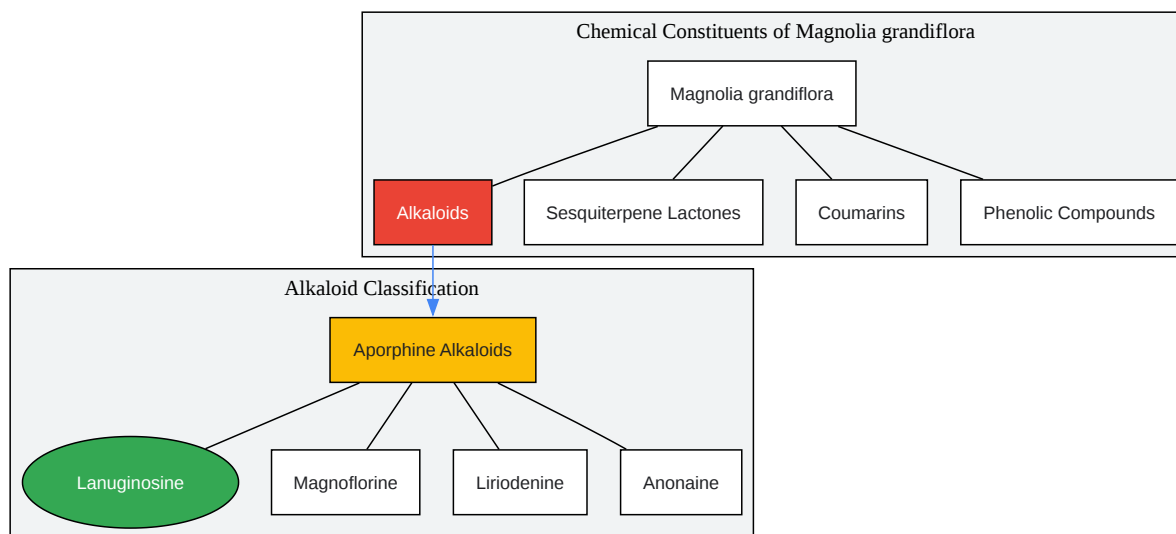 Chemical Constituents of Magnolia grandiflora
Magnolia grandiflora
Alkaloids
Sesquiterpene Lactones
Coumarins
Phenolic Compounds
Alkaloid Classification
Aporphine Alkaloids
Lanuginosine
Magnoflorine
Liriodenine
Anonaine